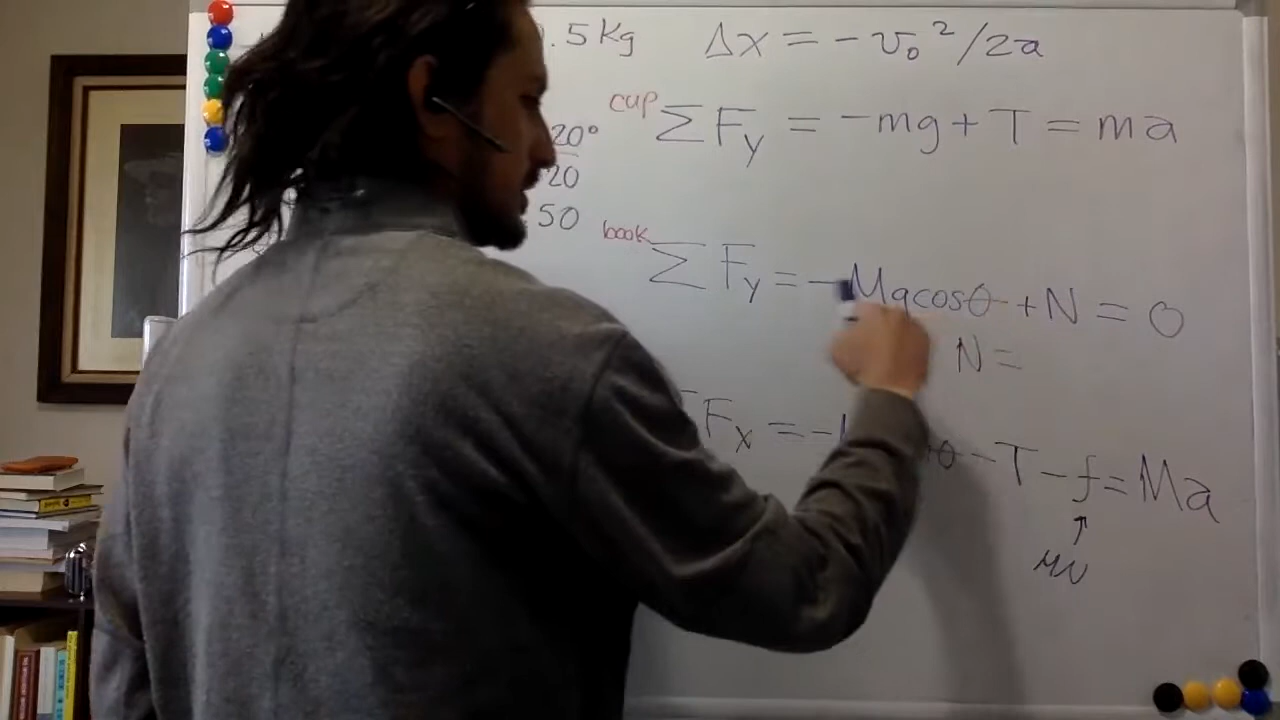 .5 Kg
Δx = -v₀²/2a
20°
20
50
cup ΣFy = -mg + T = ma
book ΣFy = -Mgcosθ + N = 0
N =
Fx = - θ - T - f = Ma
↑
μN